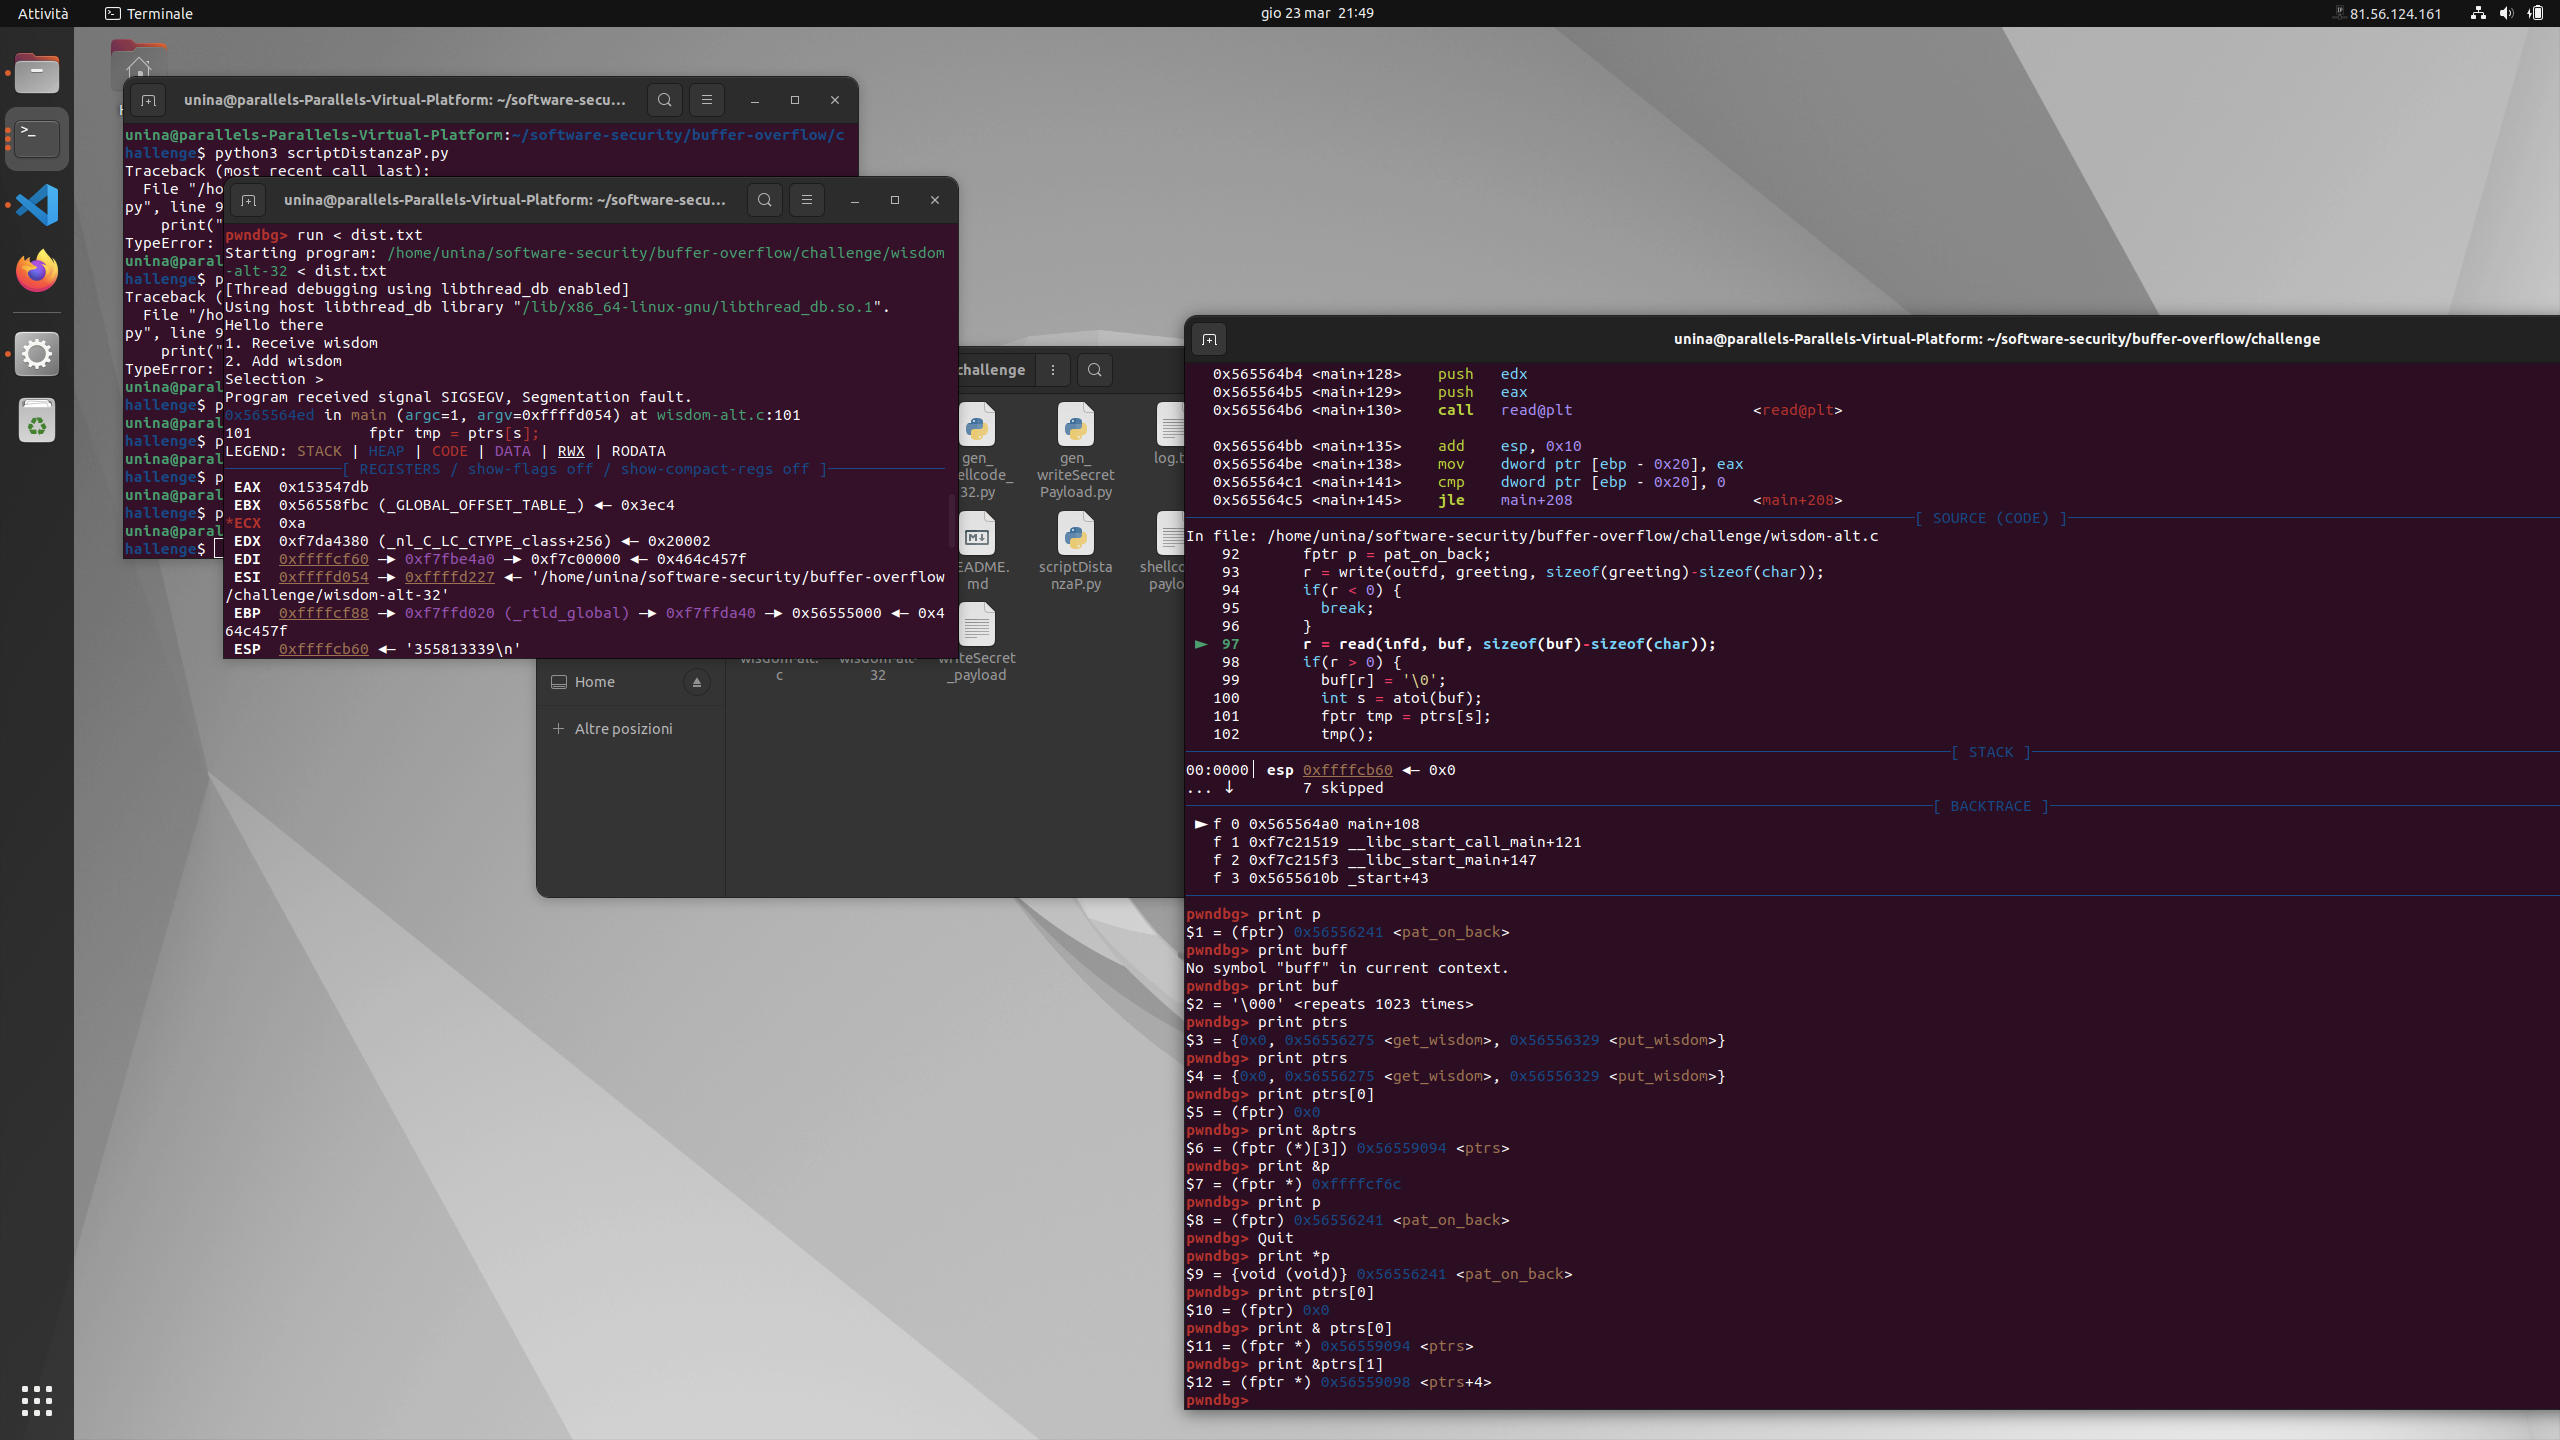 Attività
Terminale
gio 23 mar 21:49
81.56.124.161
unina@parallels-Parallels-Virtual-Platform: ~/software-secu...
unina@parallels-Parallels-Virtual-Platform:~/software-security/buffer-overflow/c
hallenge$ python3 scriptDistanzaP.py
Traceback (most recent call last):
File "/ho
py", line 9
print("
TypeError:
unina@paral
hallenge$ p
Traceback (
File "/ho
py", line 9
print("
TypeError:
unina@paral
hallenge$ p
unina@paral
hallenge$ p
unina@paral
hallenge$ p
unina@paral
hallenge$ p
unina@paral
hallenge$
unina@parallels-Parallels-Virtual-Platform: ~/software-secu...
pwndbg> run < dist.txt
Starting program: /home/unina/software-security/buffer-overflow/challenge/wisdom
-alt-32 < dist.txt
[Thread debugging using libthread_db enabled]
Using host libthread_db library "/lib/x86_64-linux-gnu/libthread_db.so.1".
Hello there
1. Receive wisdom
2. Add wisdom
Selection >
Program received signal SIGSEGV, Segmentation fault.
0x565564ed in main (argc=1, argv=0xffffd054) at wisdom-alt.c:101
101 fptr tmp = ptrs[s];
LEGEND: STACK | HEAP | CODE | DATA | RWX | RODATA
[ REGISTERS / show-flags off / show-compact-regs off ]
EAX 0x153547db
EBX 0x56558fbc (_GLOBAL_OFFSET_TABLE_) ◂— 0x3ec4
*ECX 0xa
EDX 0xf7da4380 (_nl_C_LC_CTYPE_class+256) ◂— 0x20002
EDI 0xffffcf60 —▸ 0xf7fbe4a0 —▸ 0xf7c00000 ◂— 0x464c457f
ESI 0xffffd054 —▸ 0xffffd227 ◂— '/home/unina/software-security/buffer-overflow
/challenge/wisdom-alt-32'
EBP 0xffffcf88 —▸ 0xf7ffd020 (_rtld_global) —▸ 0xf7ffda40 —▸ 0x56555000 ◂— 0x4
64c457f
ESP 0xffffcb60 ◂— '355813339\n'
challenge
gen_
ellcode_
32.py
gen_
writeSecret
Payload.py
log.t
EADME.
md
scriptDista
nzaP.py
shellco
paylo
wisdom-alt.
c
wisdom-alt-
32
writeSecret
_payload
Home
Altre posizioni
unina@parallels-Parallels-Virtual-Platform: ~/software-security/buffer-overflow/challenge
0x565564b4 <main+128> push edx
0x565564b5 <main+129> push eax
0x565564b6 <main+130> call read@plt <read@plt>
0x565564bb <main+135> add esp, 0x10
0x565564be <main+138> mov dword ptr [ebp - 0x20], eax
0x565564c1 <main+141> cmp dword ptr [ebp - 0x20], 0
0x565564c5 <main+145> jle main+208 <main+208>
[ SOURCE (CODE) ]
In file: /home/unina/software-security/buffer-overflow/challenge/wisdom-alt.c
92 fptr p = pat_on_back;
93 r = write(outfd, greeting, sizeof(greeting)-sizeof(char));
94 if(r < 0) {
95 break;
96 }
► 97 r = read(infd, buf, sizeof(buf)-sizeof(char));
98 if(r > 0) {
99 buf[r] = '\0';
100 int s = atoi(buf);
101 fptr tmp = ptrs[s];
102 tmp();
[ STACK ]
00:0000│ esp 0xffffcb60 ◂— 0x0
... ↓ 7 skipped
[ BACKTRACE ]
► f 0 0x565564a0 main+108
f 1 0xf7c21519 __libc_start_call_main+121
f 2 0xf7c215f3 __libc_start_main+147
f 3 0x5655610b _start+43
pwndbg> print p
$1 = (fptr) 0x56556241 <pat_on_back>
pwndbg> print buff
No symbol "buff" in current context.
pwndbg> print buf
$2 = '\000' <repeats 1023 times>
pwndbg> print ptrs
$3 = {0x0, 0x56556275 <get_wisdom>, 0x56556329 <put_wisdom>}
pwndbg> print ptrs
$4 = {0x0, 0x56556275 <get_wisdom>, 0x56556329 <put_wisdom>}
pwndbg> print ptrs[0]
$5 = (fptr) 0x0
pwndbg> print &ptrs
$6 = (fptr (*)[3]) 0x56559094 <ptrs>
pwndbg> print &p
$7 = (fptr *) 0xffffcf6c
pwndbg> print p
$8 = (fptr) 0x56556241 <pat_on_back>
pwndbg> Quit
pwndbg> print *p
$9 = {void (void)} 0x56556241 <pat_on_back>
pwndbg> print ptrs[0]
$10 = (fptr) 0x0
pwndbg> print & ptrs[0]
$11 = (fptr *) 0x56559094 <ptrs>
pwndbg> print &ptrs[1]
$12 = (fptr *) 0x56559098 <ptrs+4>
pwndbg>